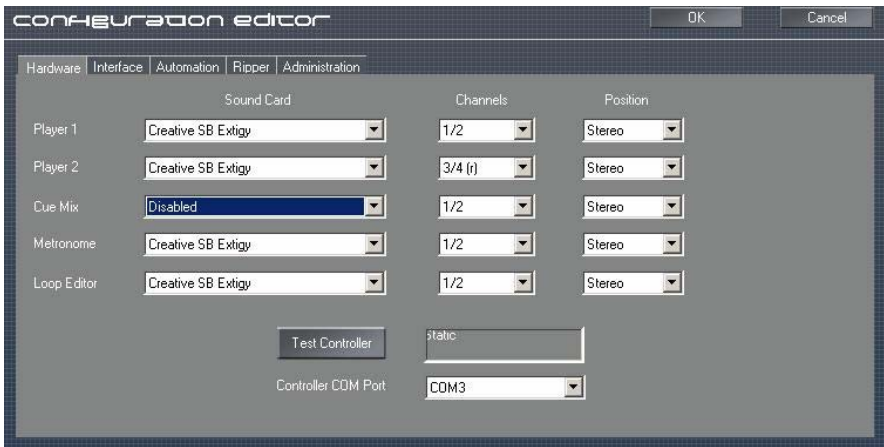 configuration editor OK Cancel
Hardware Interface Automation Ripper Administration
Sound Card Channels Position
Player 1 Creative SB Extigy 1/2 Stereo
Player 2 Creative SB Extigy 3/4 (r) Stereo
Cue Mix Disabled 1/2 Stereo
Metronome Creative SB Extigy 1/2 Stereo
Loop Editor Creative SB Extigy 1/2 Stereo
Test Controller Static
Controller COM Port COM3